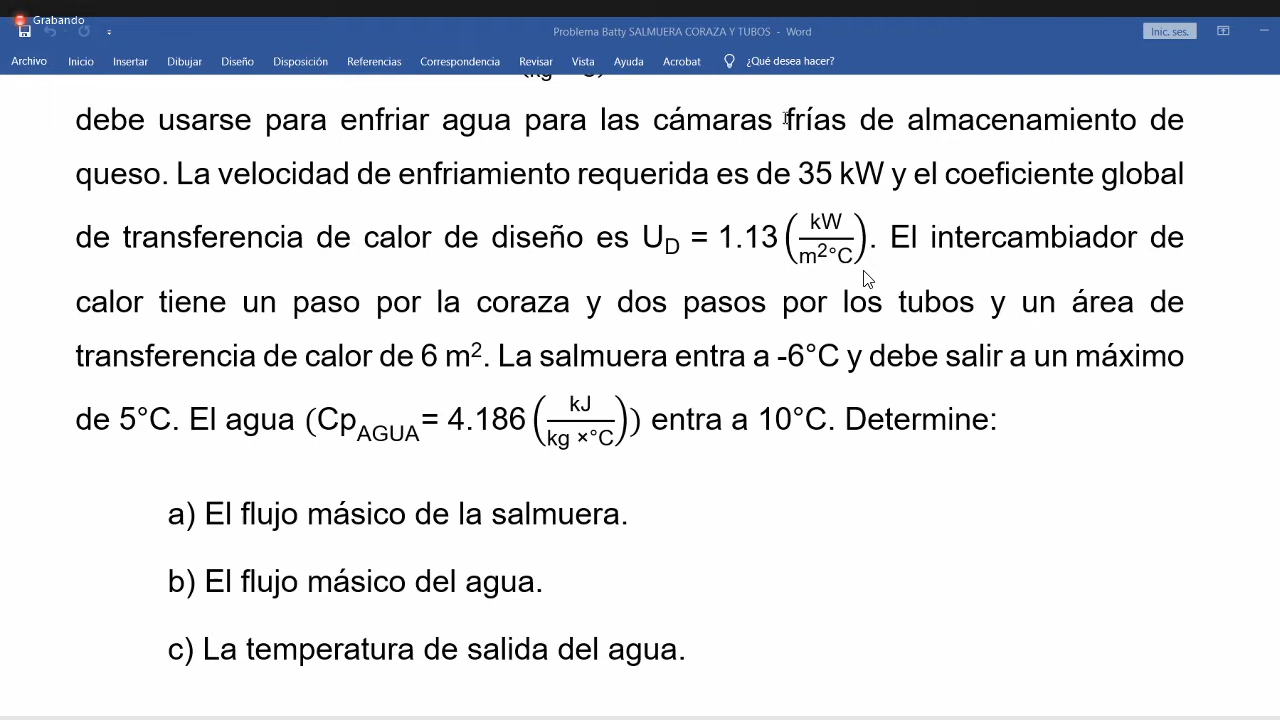 Grabando
Problema Batty SALMUERA CORAZA Y TUBOS - Word
Inic. ses.
Archivo Inicio Insertar Dibujar Diseño Disposición Referencias Correspondencia Revisar Vista Ayuda Acrobat ¿Qué desea hacer?
debe usarse para enfriar agua para las cámaras frías de almacenamiento de
queso. La velocidad de enfriamiento requerida es de 35 kW y el coeficiente global
de transferencia de calor de diseño es U_D = 1.13 (kW/m²°C). El intercambiador de
calor tiene un paso por la coraza y dos pasos por los tubos y un área de
transferencia de calor de 6 m². La salmuera entra a -6°C y debe salir a un máximo
de 5°C. El agua (Cp_AGUA = 4.186 (kJ/kg ×°C)) entra a 10°C. Determine:
a) El flujo másico de la salmuera.
b) El flujo másico del agua.
c) La temperatura de salida del agua.